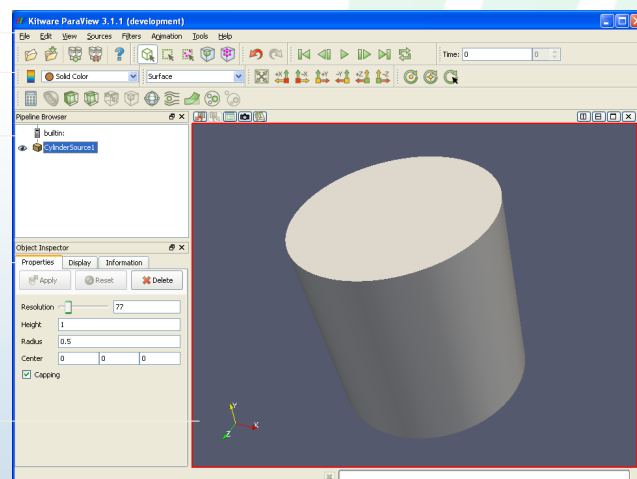 Kitware ParaView 3.1.1 (development)
File Edit View Sources Filters Animation Tools Help
Time: 0 0
Solid Color Surface +X -X +Y -Y +Z -Z
Pipeline Browser
builtin:
CylinderSource1
Object Inspector
Properties Display Information
Apply Reset Delete
Resolution 77
Height 1
Radius 0.5
Center 0 0 0
Capping
Y
X
Z